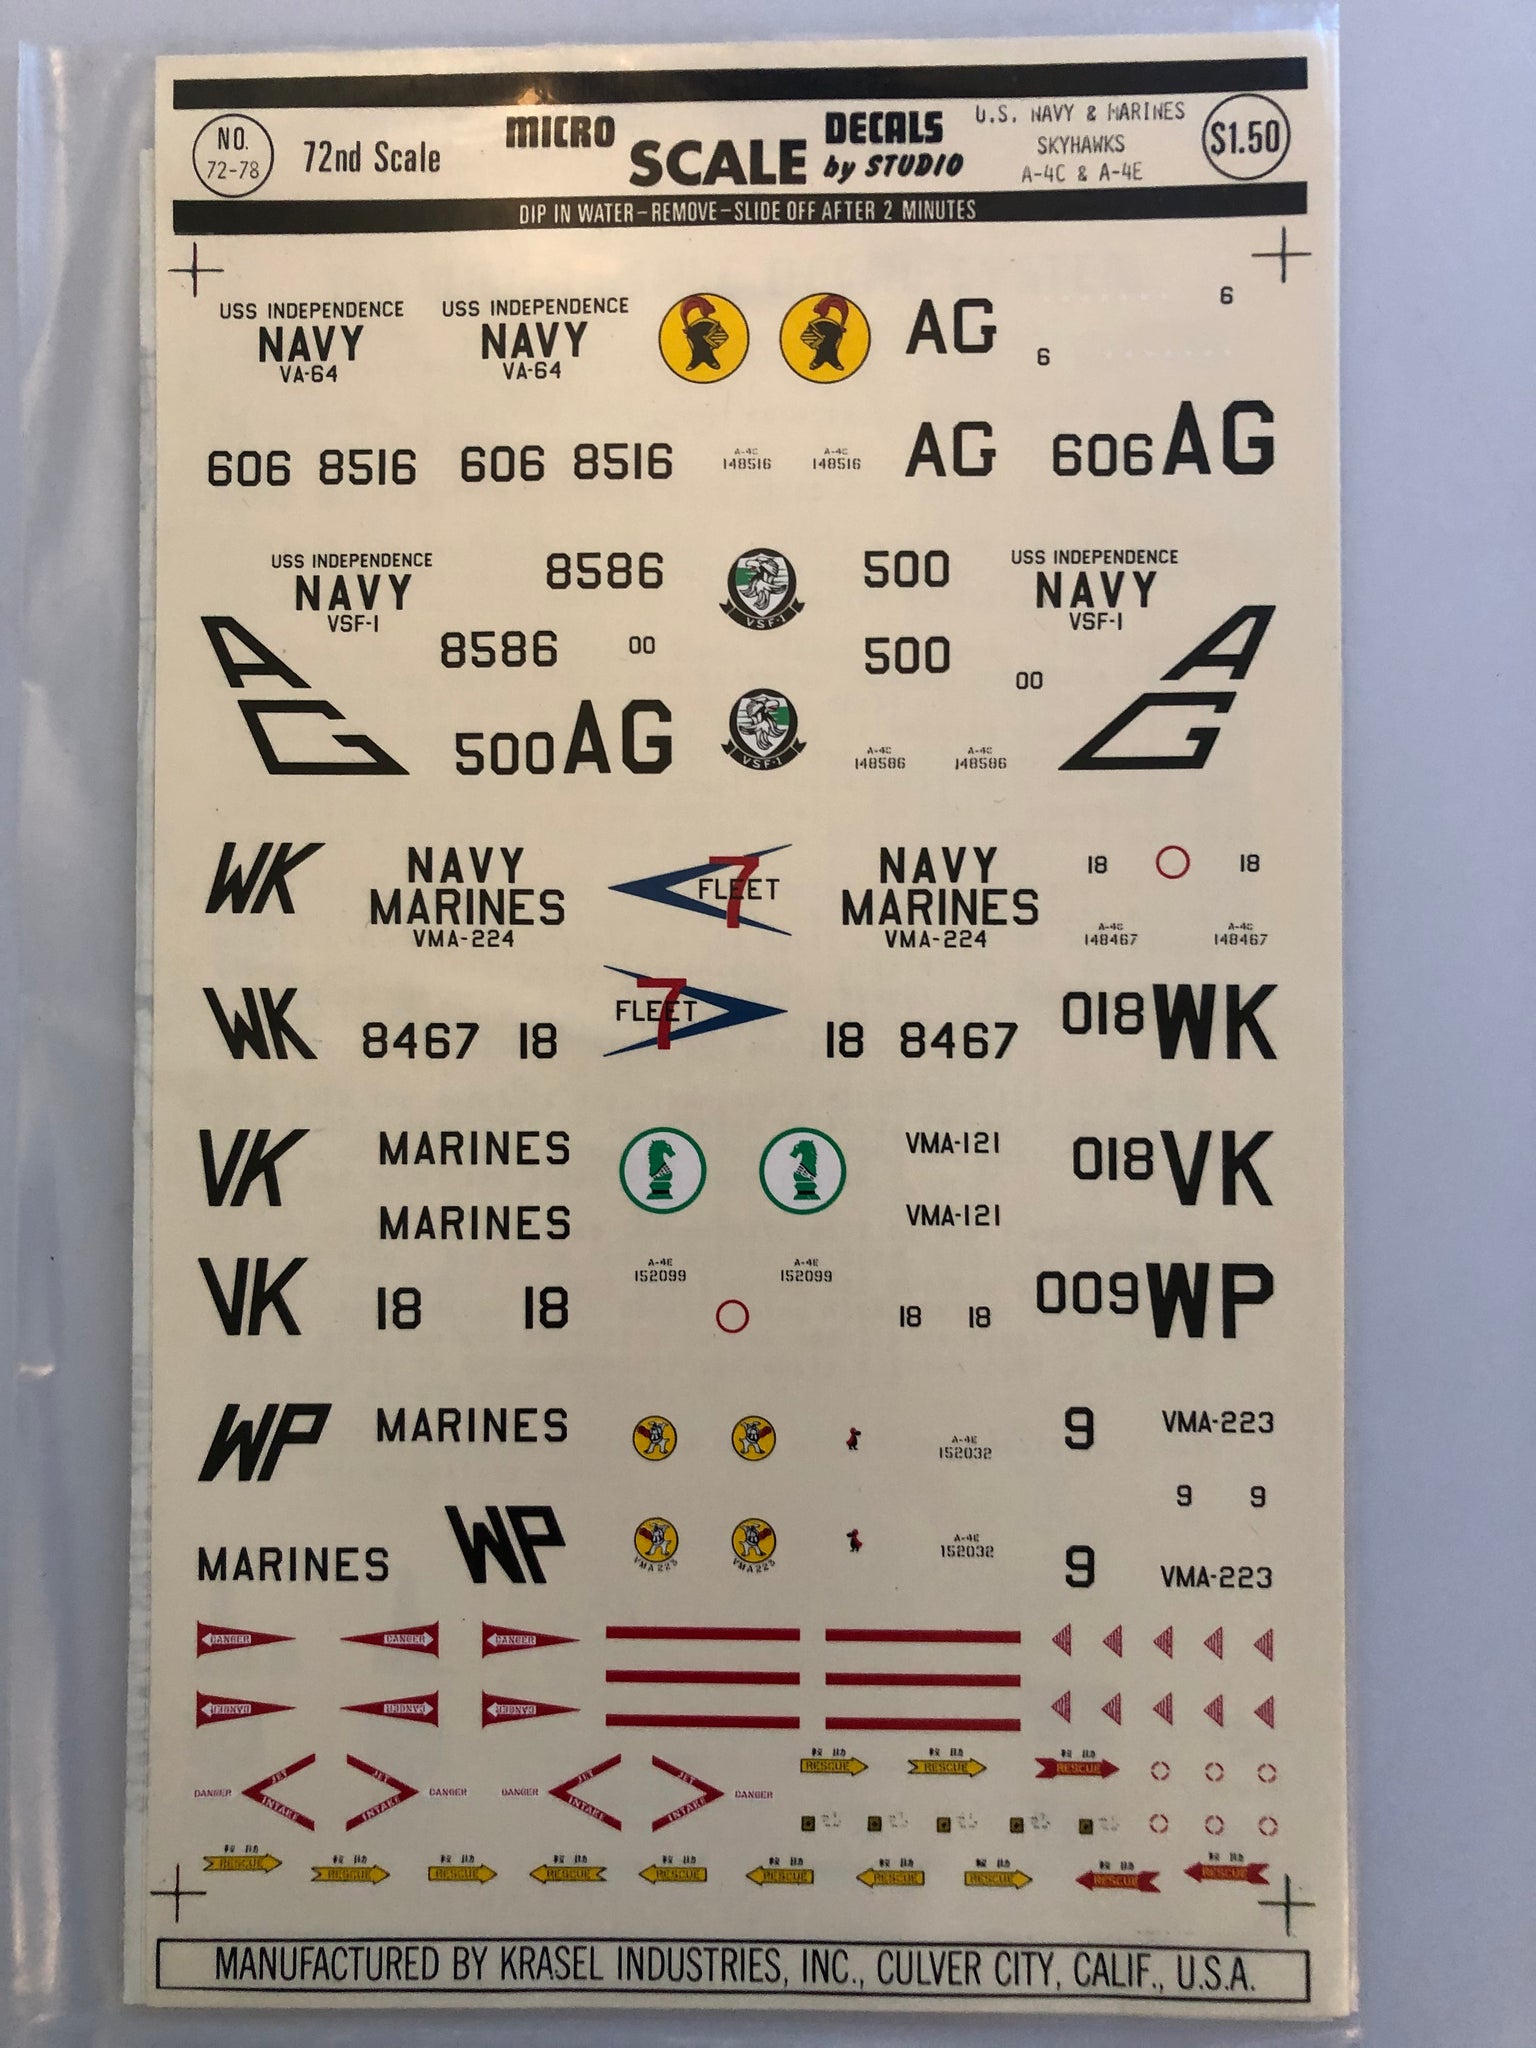 NO. 72-78
72nd Scale
MICRO SCALE DECALS by STUDIO
U.S. NAVY & MARINES
SKYHAWKS
A-4C & A-4E
$1.50
DIP IN WATER-REMOVE-SLIDE OFF AFTER 2 MINUTES
USS INDEPENDENCE USS INDEPENDENCE
NAVY NAVY AG 6
VA-64 VA-64 6
606 8516 606 8516 A-4C 148516 A-4C 148516 AG 606 AG
USS INDEPENDENCE 8586 500 USS INDEPENDENCE
NAVY VSF-1 NAVY
VSF-1 VSF-1
A 8586 00 500 00 A
G 500 AG VSF-1 A-4C 148586 A-4C 148586 G
WK NAVY 7 FLEET NAVY 18 18
MARINES MARINES
VMA-224 VMA-224 A-4C 148467 A-4C 148467
WK 8467 18 7 FLEET 18 8467 018 WK
VK MARINES VMA-121 018 VK
MARINES VMA-121
VK 18 18 A-4E 152099 A-4E 152099 18 18 009 WP
WP MARINES A-4E 152032 9 VMA-223
9 9
MARINES WP VMA 223 VMA 223 A-4E 152032 9 VMA-223
DANGER DANGER DANGER
DANGER DANGER DANGER
RESCUE RESCUE RESCUE
DANGER JET INTAKE JET INTAKE DANGER DANGER JET INTAKE JET INTAKE DANGER
RESCUE RESCUE RESCUE RESCUE RESCUE RESCUE RESCUE RESCUE RESCUE RESCUE
MANUFACTURED BY KRASEL INDUSTRIES, INC., CULVER CITY, CALIF., U.S.A.